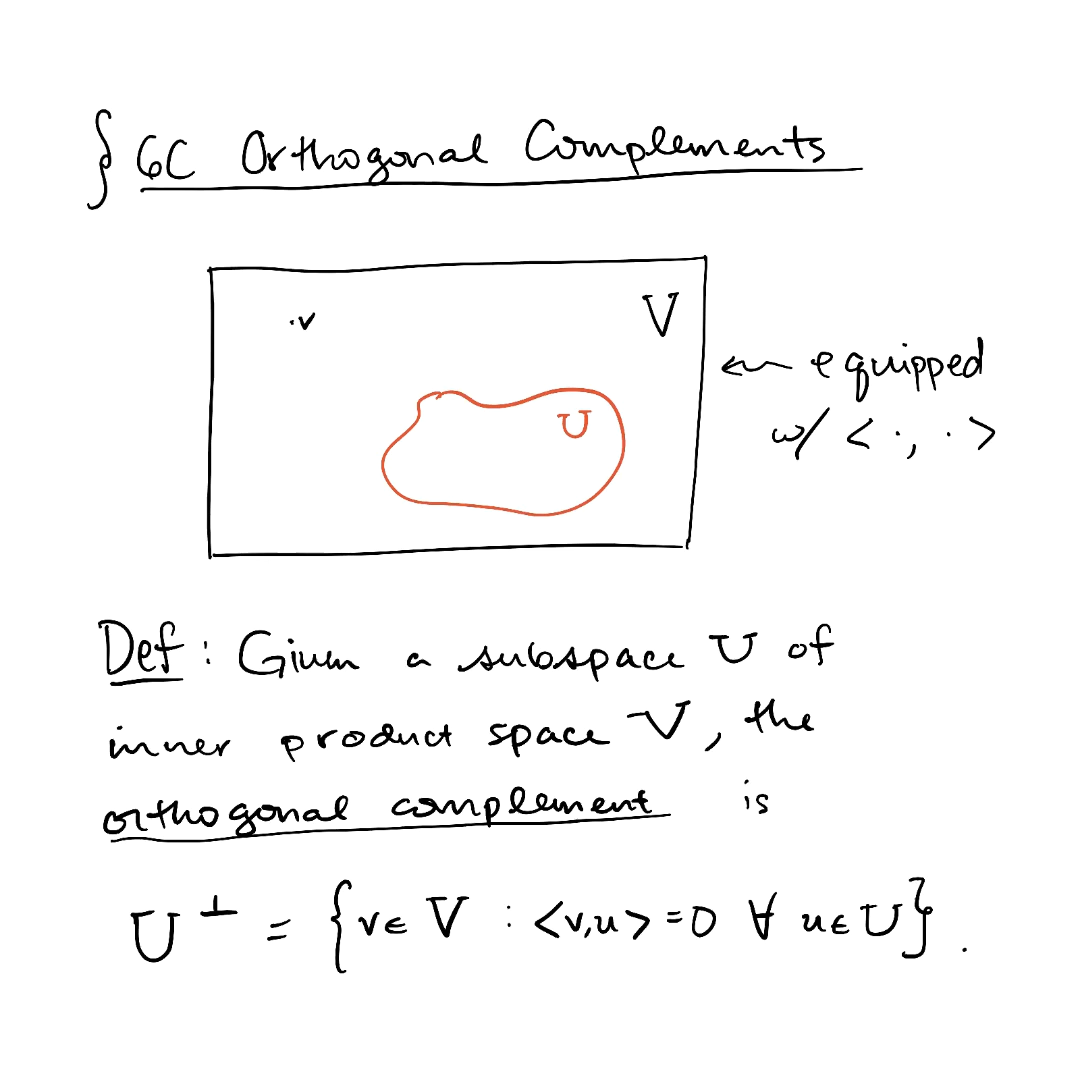 § 6C Orthogonal Complements
·v
V
U
← equipped
w/ < ·, · >
Def: Given a subspace U of
inner product space V, the
orthogonal complement is
U⊥ = {v∈V : <v,u>=0 ∀ u∈U}.